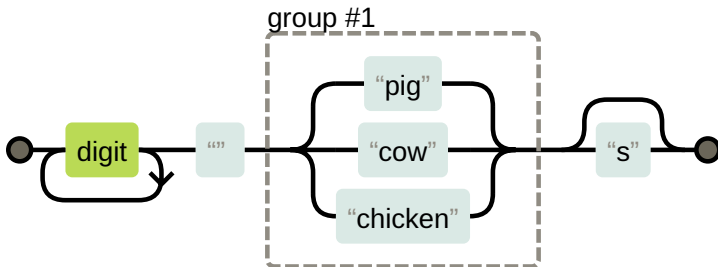 group #1
“pig”
digit
“ ”
“cow”
“s”
“chicken”